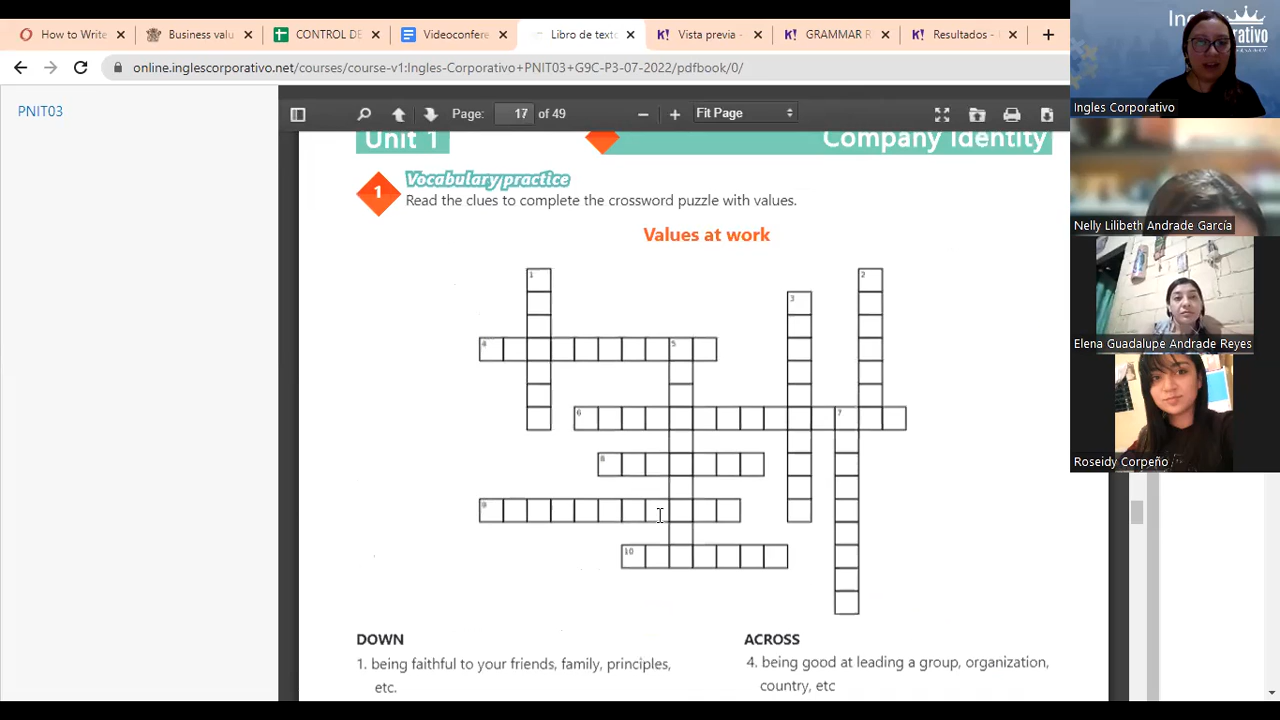 How to Write
Business valu
CONTROL DE
Videoconfere
Libro de texto
Vista previa -
GRAMMAR R
Resultados -
online.inglescorporativo.net/courses/course-v1:Ingles-Corporativo+PNIT03+G9C-P3-07-2022/pdfbook/0/
PNIT03
Page: 17 of 49
Fit Page
Unit 1
Company Identity
1
Vocabulary practice
Read the clues to complete the crossword puzzle with values.
Values at work
1
2
3
4
5
6
7
8
9
10
DOWN
1. being faithful to your friends, family, principles,
etc.
ACROSS
4. being good at leading a group, organization,
country, etc
Ingles Corporativo
Nelly Lilibeth Andrade García
Elena Guadalupe Andrade Reyes
Roseidy Corpeño